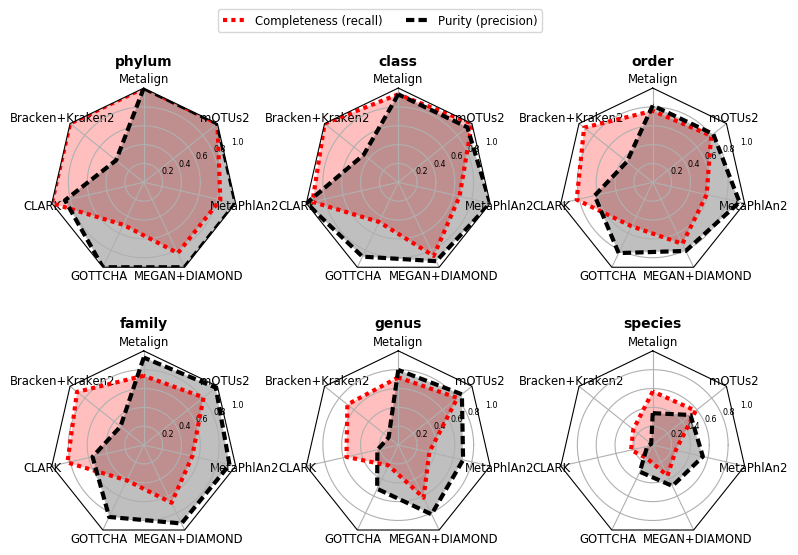 Completeness (recall) Purity (precision)
phylum
Metalign
Bracken+Kraken2 mOTUs2
0.2 0.4 0.6 0.8 1.0
CLARK MetaPhlAn2
GOTTCHA MEGAN+DIAMOND
class
Metalign
Bracken+Kraken2 mOTUs2
0.2 0.4 0.6 0.8 1.0
CLARK MetaPhlAn2
GOTTCHA MEGAN+DIAMOND
order
Metalign
Bracken+Kraken2 mOTUs2
0.2 0.4 0.6 0.8 1.0
CLARK MetaPhlAn2
GOTTCHA MEGAN+DIAMOND
family
Metalign
Bracken+Kraken2 mOTUs2
0.2 0.4 0.6 0.8 1.0
CLARK MetaPhlAn2
GOTTCHA MEGAN+DIAMOND
genus
Metalign
Bracken+Kraken2 mOTUs2
0.2 0.4 0.6 0.8 1.0
CLARK MetaPhlAn2
GOTTCHA MEGAN+DIAMOND
species
Metalign
Bracken+Kraken2 mOTUs2
0.2 0.4 0.6 0.8 1.0
CLARK MetaPhlAn2
GOTTCHA MEGAN+DIAMOND